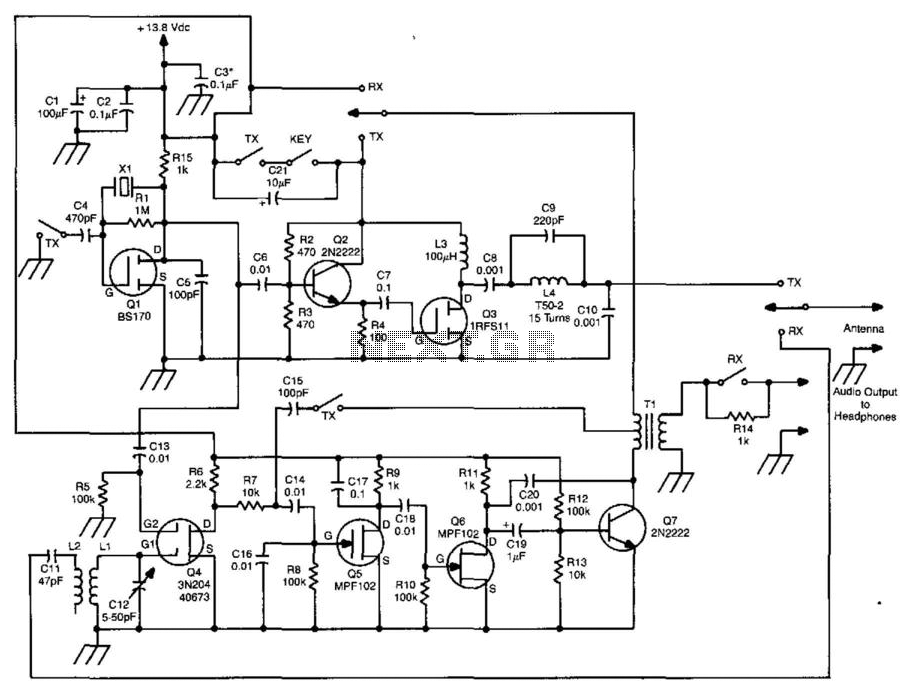 + 13.8 Vdc
C3*
0.1µF
RX
C1
100µF
+
C2
0.1µF
TX
KEY
TX
R15
1k
C21
10µF
+
X1
R1
1M
C4
470pF
TX
C9
220pF
D
S
G
Q1
BS170
C5
100pF
C6
0.01
R2
470
Q2
2N2222
L3
100µH
C8
0.001
C7
0.1
L4
T50-2
15 Turns
TX
C10
0.001
R3
470
R4
100
D
G
S
Q3
1RFS11
NEXT.GR
RX
Antenna
C15
100pF
TX
T1
RX
Audio Output
to
Headphones
R14
1k
C13
0.01
R5
100k
R6
2.2k
R7
10k
C14
0.01
C17
0.1
R9
1k
C18
0.01
R11
1k
C20
0.001
R12
100k
Q6
MPF102
+
C19
1µF
Q7
2N2222
G2
G1
D
S
Q4
3N204
40673
C11
47pF
L2
L1
C12
5-50pF
C16
0.01
R8
100k
G
D
S
Q5
MPF102
R10
100k
G
D
S
R13
10k